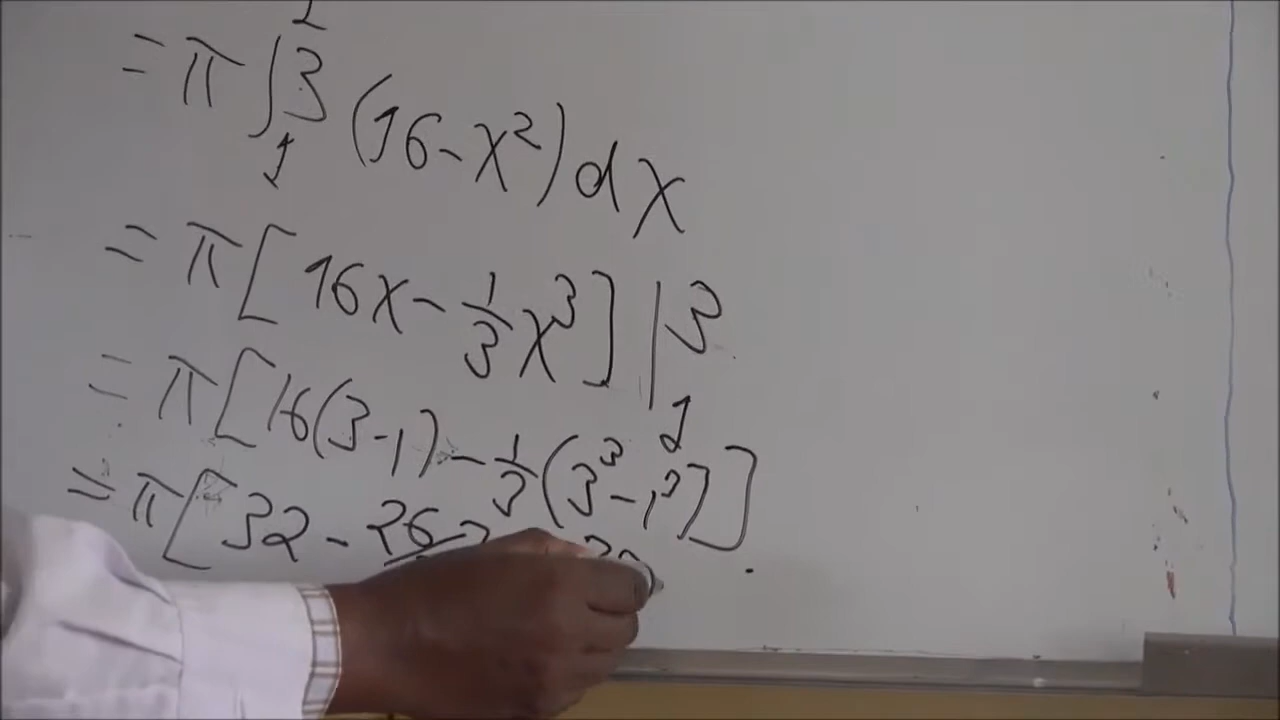 = π ∫₁³ (16-x²) dx
= π [16x - 1/3 x³] |₁³
= π [16(3-1) - 1/3 (3³-1³)]
= π [32 - 26